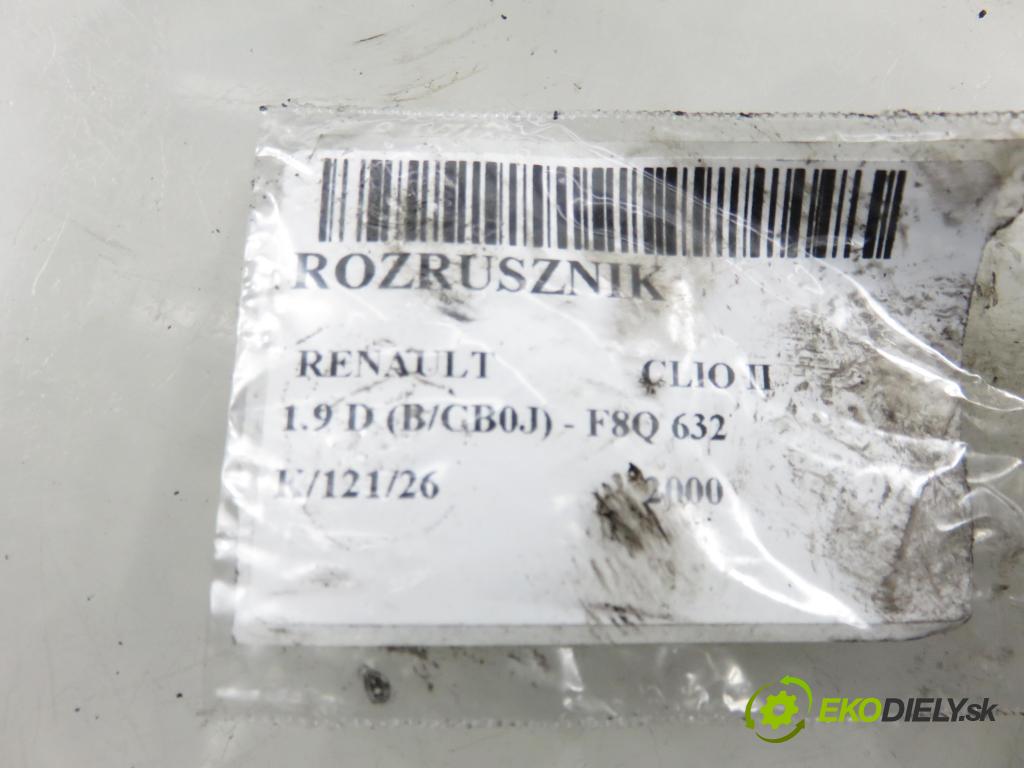 ROZRUSZNIK
RENAULT CLIO II
1.9 D (B/CB0J) - F8Q 632
K/121/26 2000
EKODIELY.sk